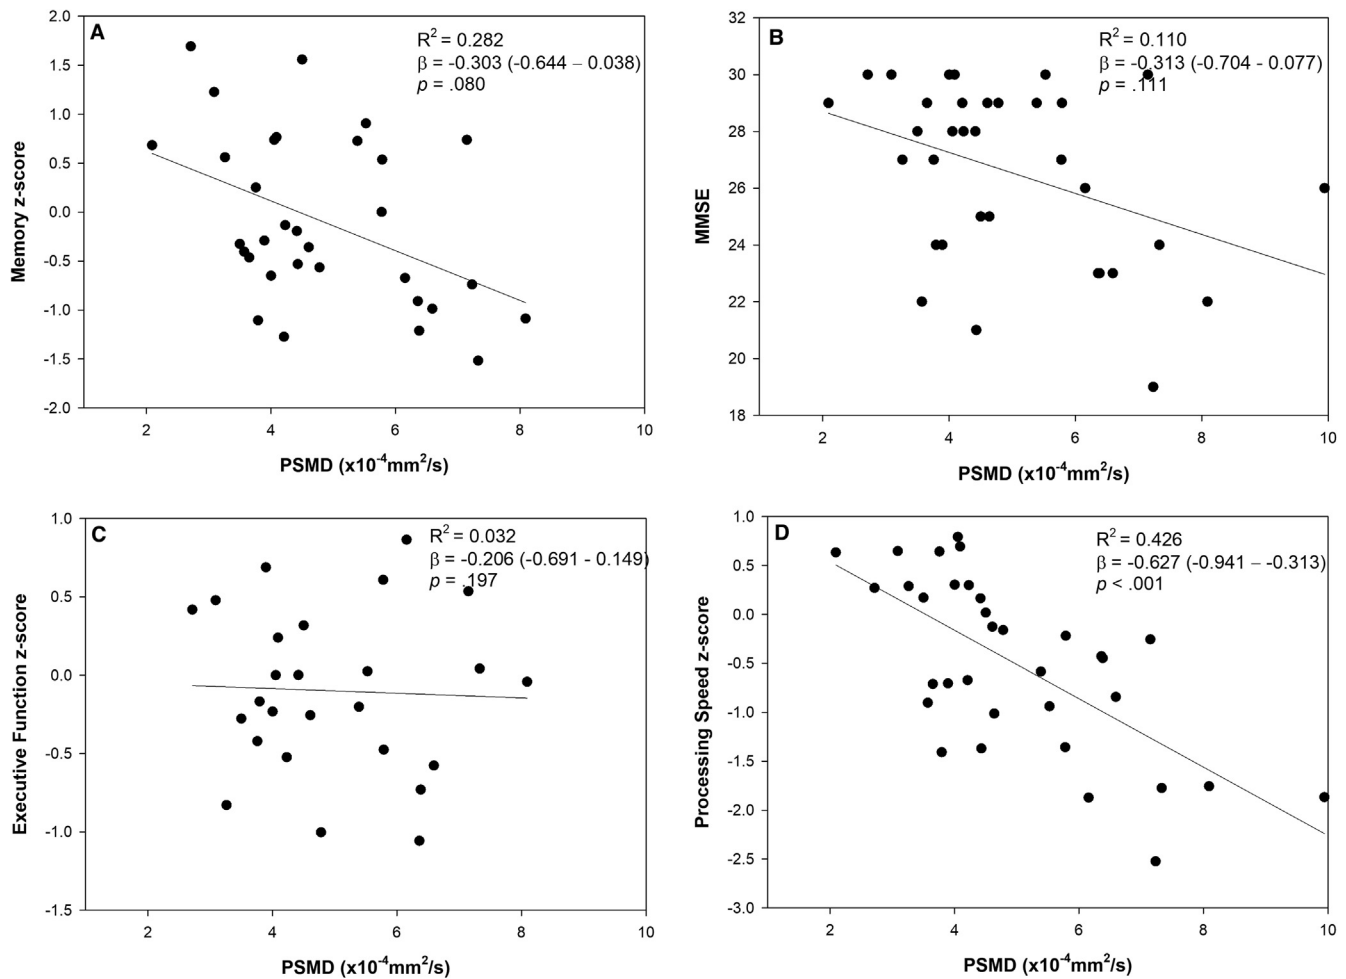 A
R² = 0.282
β = -0.303 (-0.644 – 0.038)
p = .080
2.0
1.5
1.0
0.5
0.0
-0.5
-1.0
-1.5
-2.0
Memory z-score
2 4 6 8 10
PSMD (x10⁻⁴mm²/s)
B
R² = 0.110
β = -0.313 (-0.704 - 0.077)
p = .111
32
30
28
26
24
22
20
18
MMSE
2 4 6 8 10
PSMD (x10⁻⁴mm²/s)
C
R² = 0.032
β = -0.206 (-0.691 - 0.149)
p = .197
1.0
0.5
0.0
-0.5
-1.0
-1.5
Executive Function z-score
2 4 6 8 10
PSMD (x10⁻⁴mm²/s)
D
R² = 0.426
β = -0.627 (-0.941 – -0.313)
p < .001
1.0
0.5
0.0
-0.5
-1.0
-1.5
-2.0
-2.5
-3.0
Processing Speed z-score
2 4 6 8 10
PSMD (x10⁻⁴mm²/s)